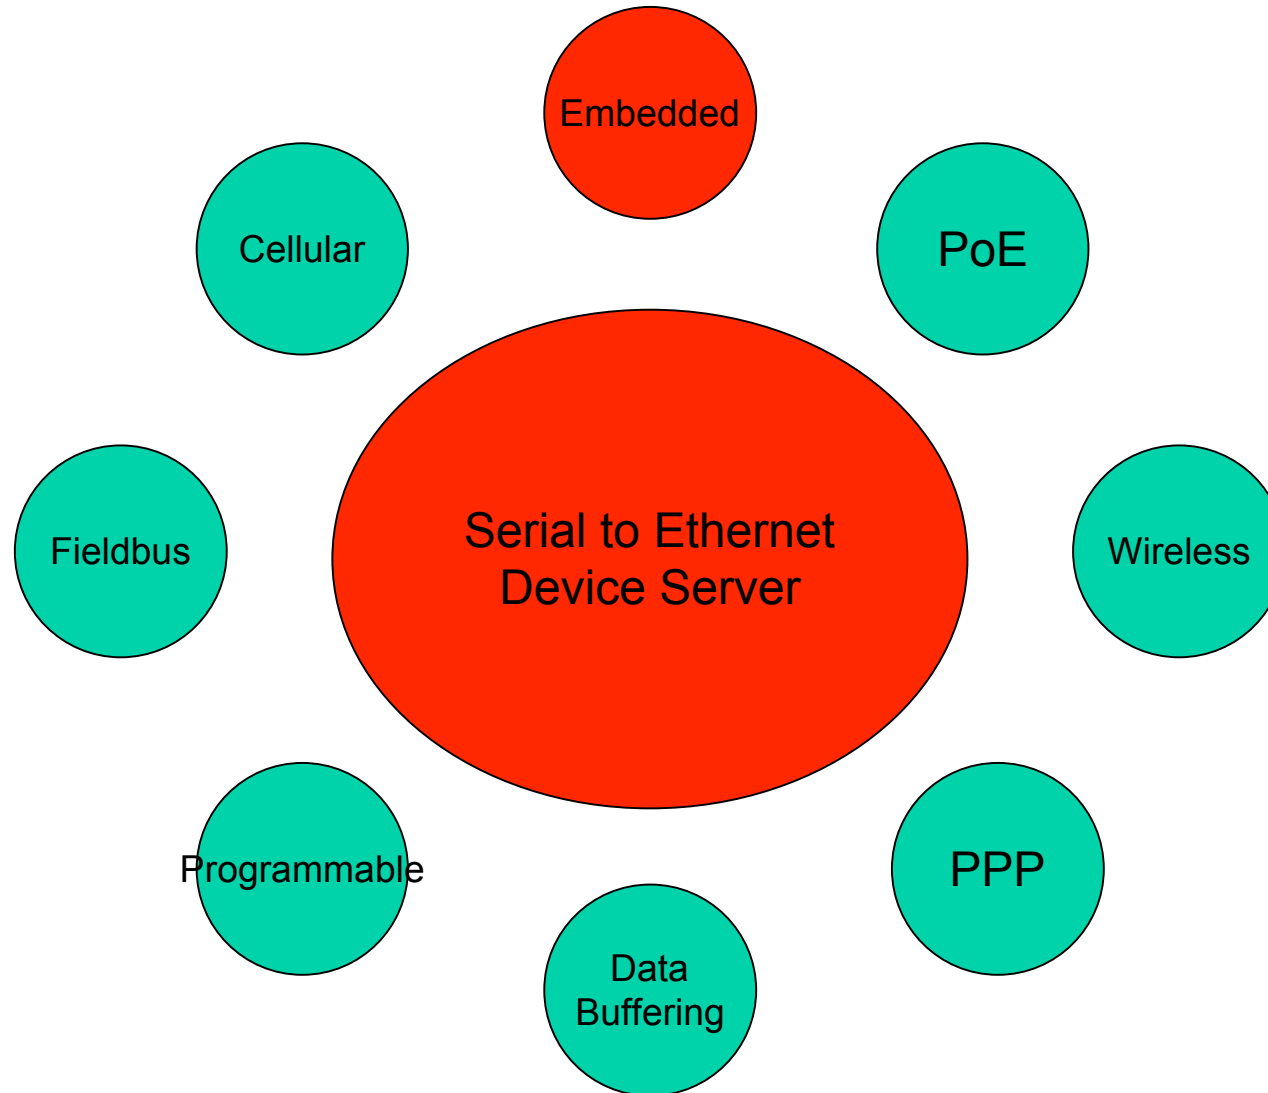 Embedded
Cellular
PoE
Serial to Ethernet
Device Server
Fieldbus
Wireless
Programmable
PPP
Data
Buffering